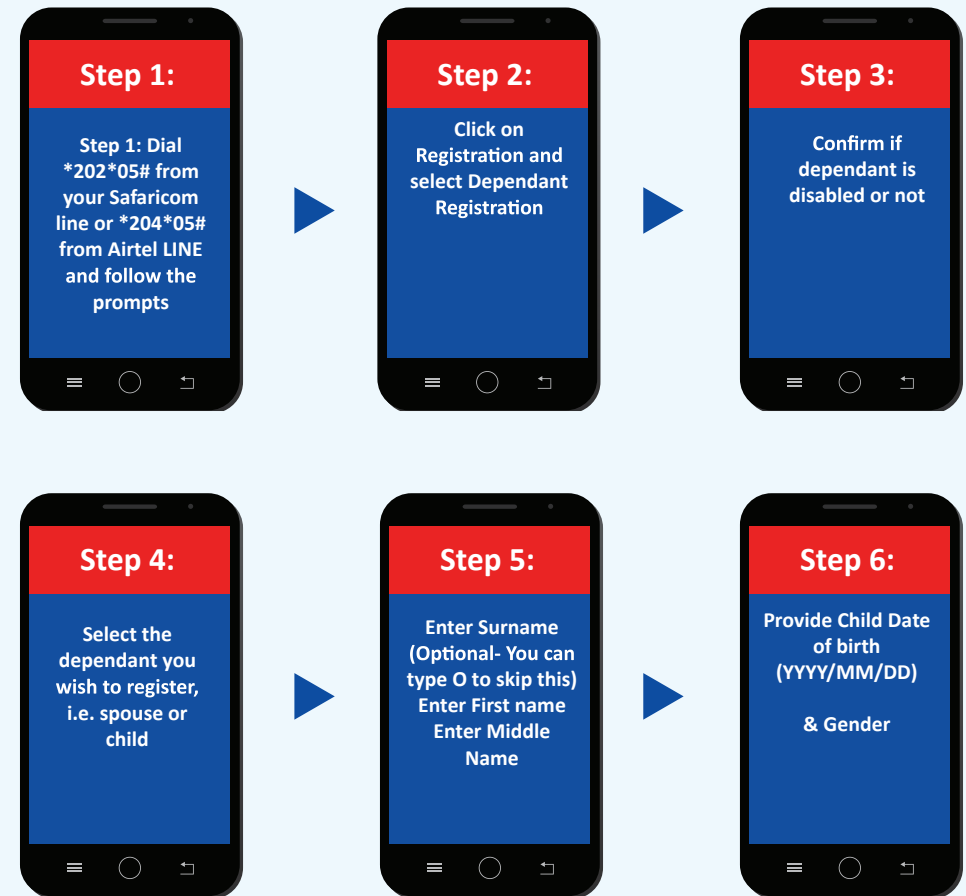 Step 1:
Step 1: Dial
*202*05# from
your Safaricom
line or *204*05#
from Airtel LINE
and follow the
prompts
Step 2:
Click on
Registration and
select Dependant
Registration
Step 3:
Confirm if
dependant is
disabled or not
Step 4:
Select the
dependant you
wish to register,
i.e. spouse or
child
Step 5:
Enter Surname
(Optional- You can
type O to skip this)
Enter First name
Enter Middle
Name
Step 6:
Provide Child Date
of birth
(YYYY/MM/DD)
& Gender